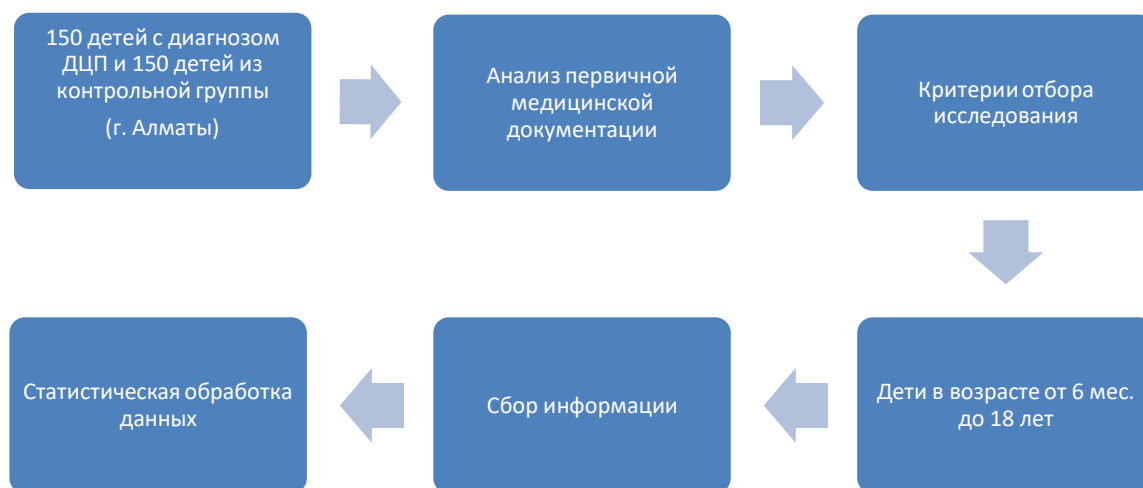 150 детей с диагнозом
ДЦП и 150 детей из
контрольной группы
(г. Алматы)
Анализ первичной
медицинской
документации
Критерии отбора
исследования
Дети в возрасте от 6 мес.
до 18 лет
Сбор информации
Статистическая обработка
данных